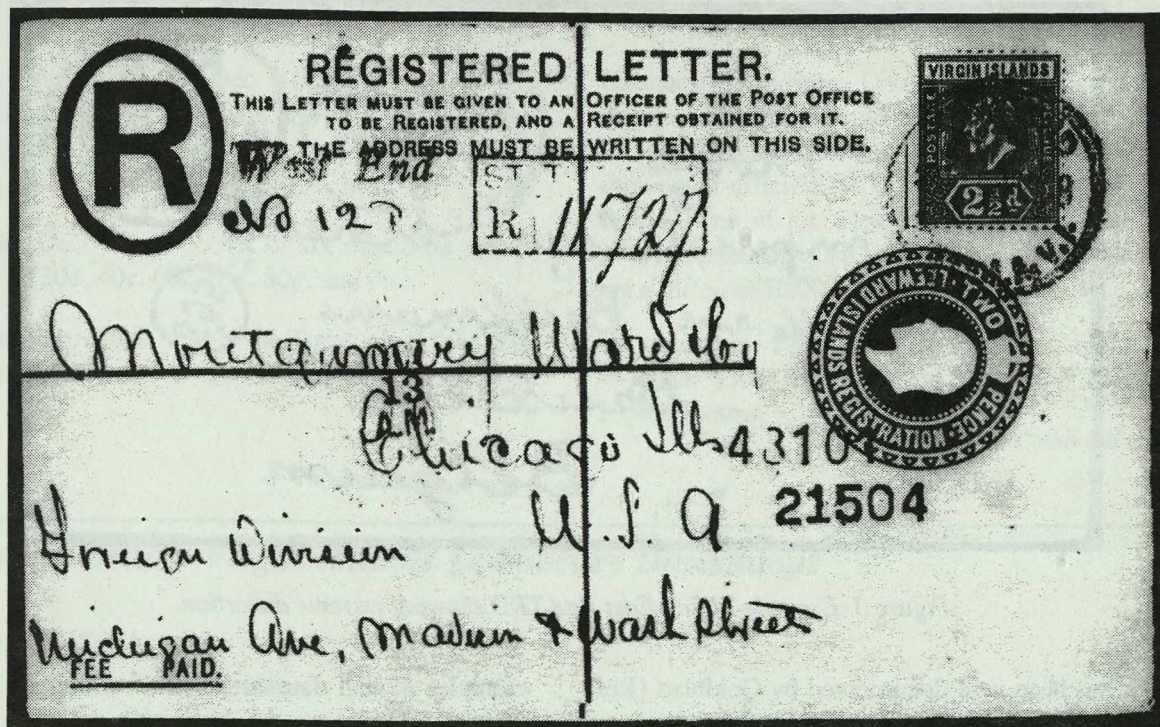 REGISTERED LETTER.
THIS LETTER MUST BE GIVEN TO AN OFFICER OF THE POST OFFICE
TO BE REGISTERED, AND A RECEIPT OBTAINED FOR IT.
THE ADDRESS MUST BE WRITTEN ON THIS SIDE.
R
West End
No 12
ST. T
R 11727
VIRGIN ISLANDS
POSTAGE
2½d
LEEWARD ISLANDS REGISTRATION TWO PENCE
Montgomery Ward & Co
13
Chicago Ills
4310
21504
U. S. A
Foreign Division
Michigan Ave, Madison & Wash Streets
FEE PAID.